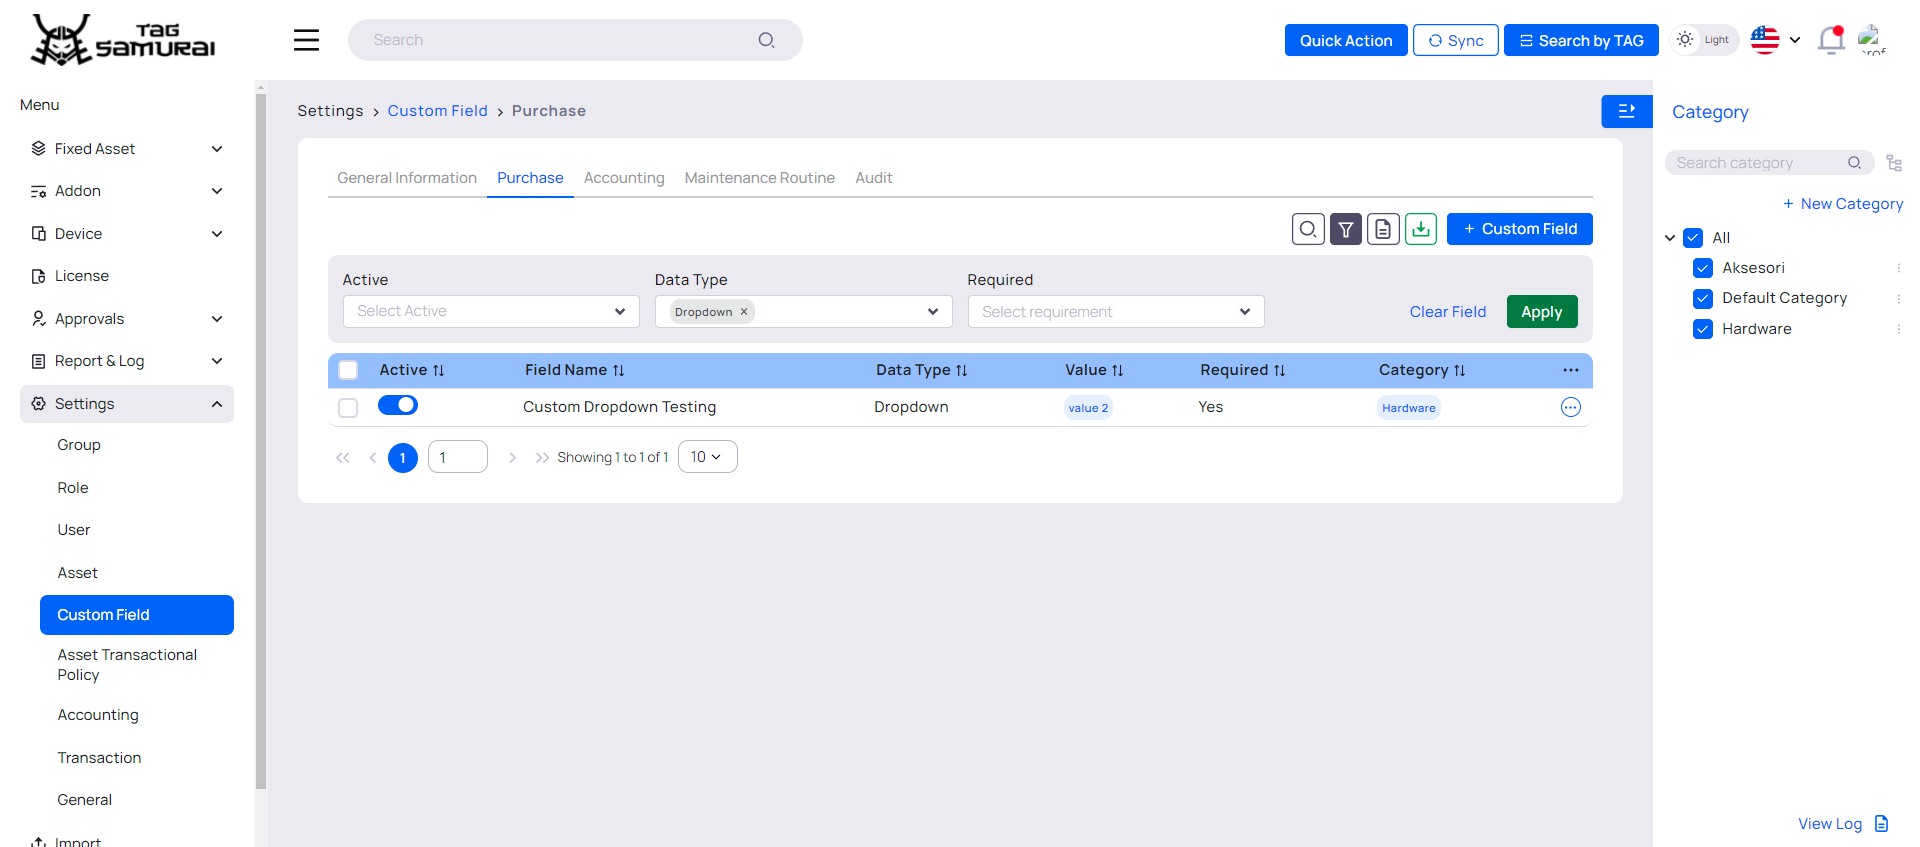 TAG
SAMURAI
Search
Quick Action
Sync
Search by TAG
Light
Menu
Fixed Asset
Addon
Device
License
Approvals
Report & Log
Settings
Group
Role
User
Asset
Custom Field
Asset Transactional
Policy
Accounting
Transaction
General
Import
Settings > Custom Field > Purchase
General Information Purchase Accounting Maintenance Routine Audit
+ Custom Field
Active Data Type Required
Select Active Dropdown × Select requirement Clear Field Apply
Active Field Name Data Type Value Required Category
Custom Dropdown Testing Dropdown value 2 Yes Hardware
1 1 Showing 1 to 1 of 1 10
Category
Search category
+ New Category
All
Aksesori
Default Category
Hardware
View Log